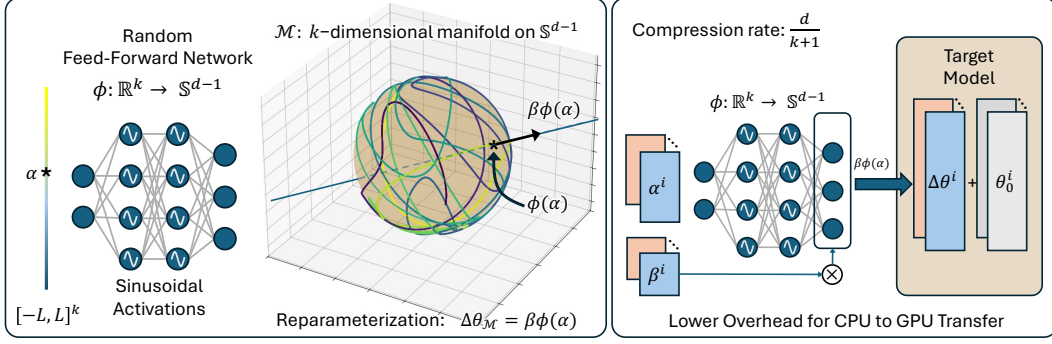 Random
Feed-Forward Network
ϕ: ℝ^k → 𝕊^{d−1}
α
[−L, L]^k
Sinusoidal
Activations
ℳ: k-dimensional manifold on 𝕊^{d−1}
βϕ(α)
ϕ(α)
Reparameterization: Δθ_ℳ = βϕ(α)
Compression rate: d/(k+1)
ϕ: ℝ^k → 𝕊^{d−1}
α^i
β^i
βϕ(α)
Target
Model
Δθ^i + θ_0^i
Lower Overhead for CPU to GPU Transfer